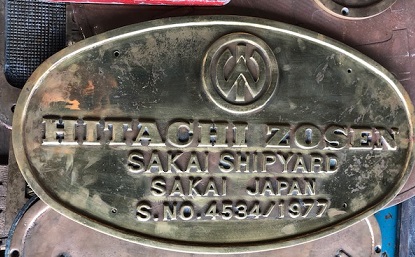 HITACHI ZOSEN
SAKAI SHIPYARD
SAKAI JAPAN
S.NO.4534/1977